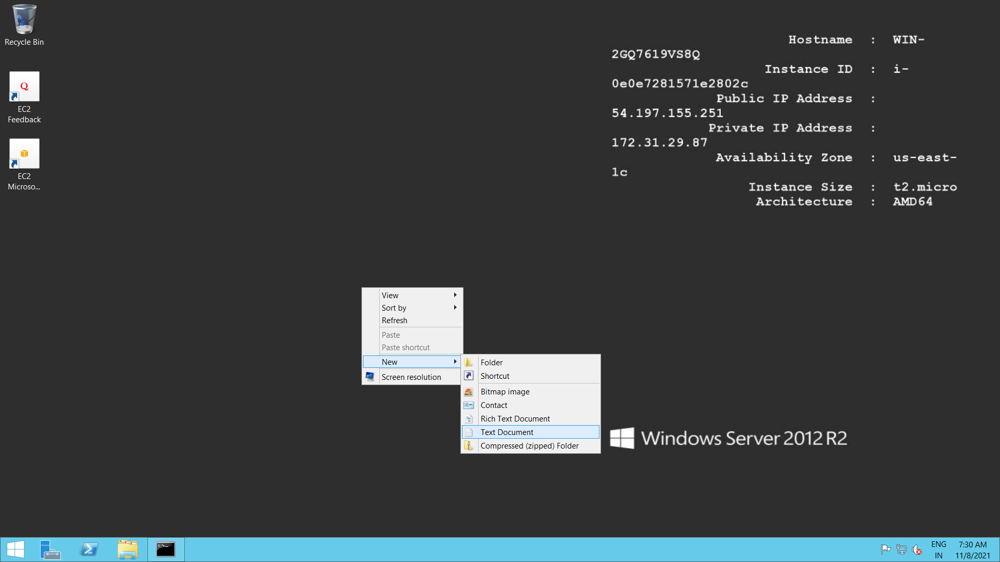 Recycle Bin
EC2
Feedback
EC2
Microso...
Hostname : WIN-
2GQ7619VS8Q
Instance ID : i-
0e0e7281571e2802c
Public IP Address :
54.197.155.251
Private IP Address :
172.31.29.87
Availability Zone : us-east-
1c
Instance Size : t2.micro
Architecture : AMD64
View
Sort by
Refresh
Paste
Paste shortcut
New
Screen resolution
Folder
Shortcut
Bitmap image
Contact
Rich Text Document
Text Document
Compressed (zipped) Folder
Windows Server 2012 R2
ENG
IN
7:30 AM
11/8/2021